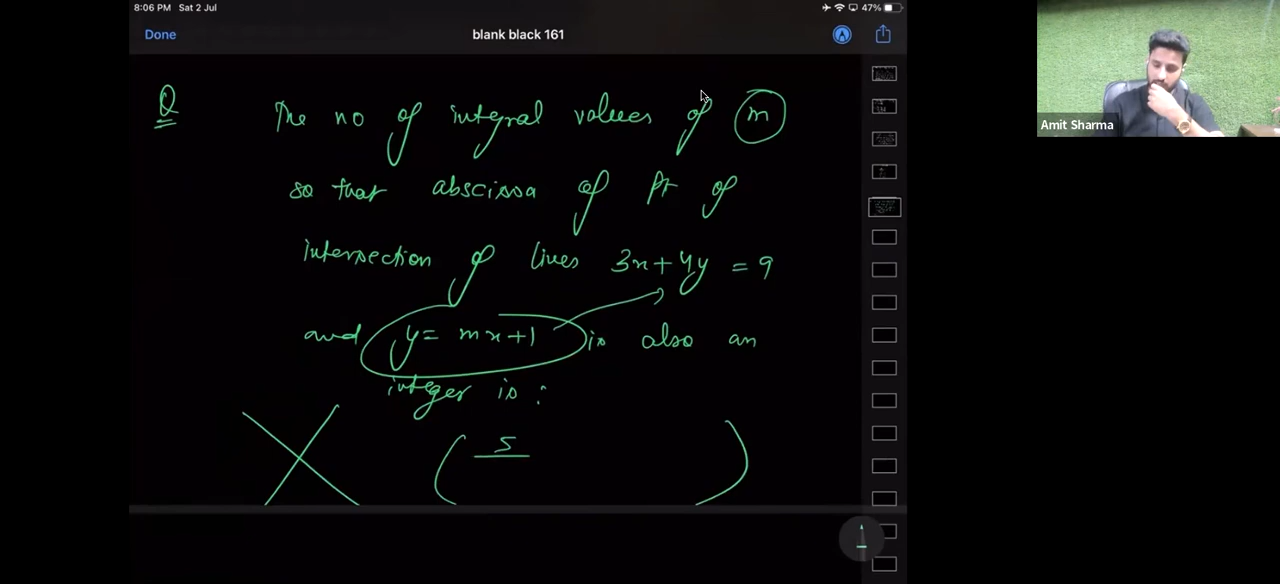 8:06 PM Sat 2 Jul
47%
Done
blank black 161
Amit Sharma
Q
The no of integral values of m
so that abscissa of Pt of
intersection of lines 3x + 4y = 9
and y = mx + 1 is also an
integer is :
5